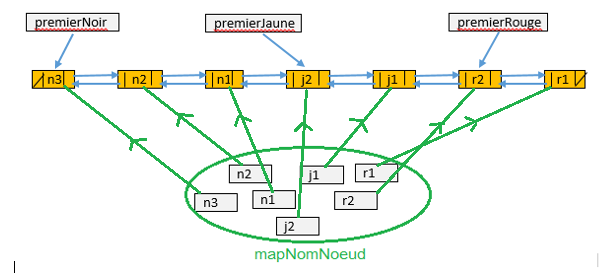 premierNoir premierJaune premierRouge
n3 n2 n1 j2 j1 r2 r1
n2 j1 r1
n3 n1 r2
j2
mapNomNoeud